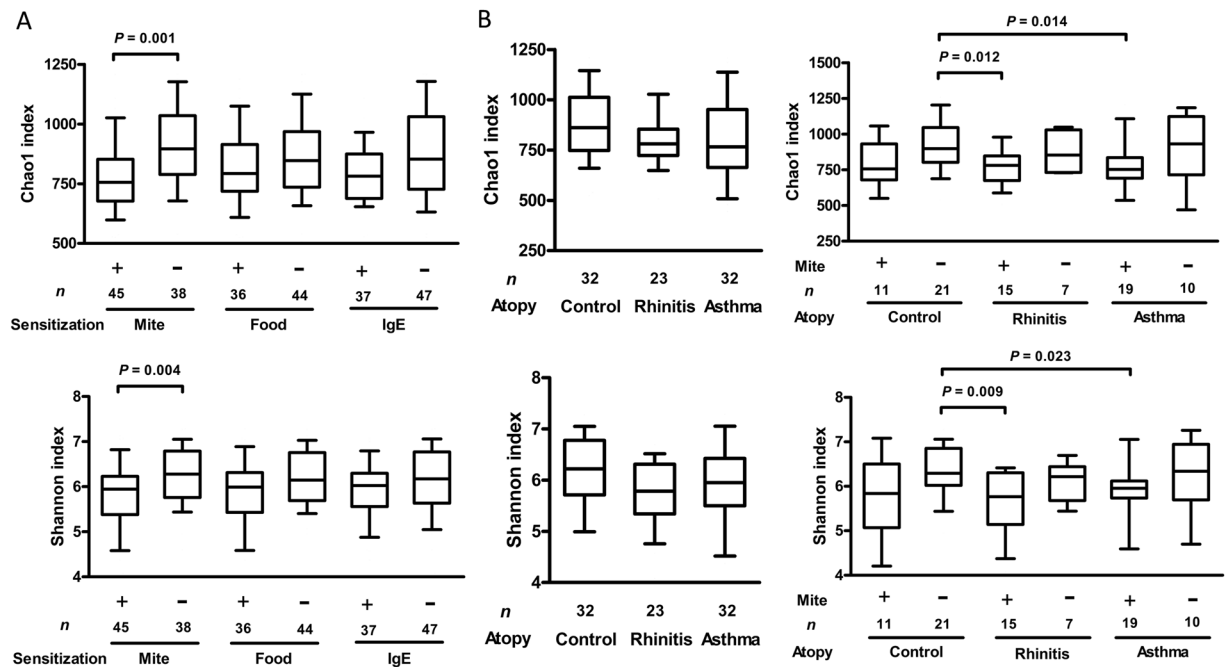 A
P = 0.001
Chao1 index
1250
1000
750
500
+ − + − + −
n 45 38 36 44 37 47
Sensitization Mite Food IgE
B
Chao1 index
1250
1000
750
500
250
n 32 23 32
Atopy Control Rhinitis Asthma
P = 0.014
P = 0.012
Chao1 index
1500
1250
1000
750
500
250
Mite + − + − + −
n 11 21 15 7 19 10
Atopy Control Rhinitis Asthma
P = 0.004
Shannon index
8
7
6
5
4
+ − + − + −
n 45 38 36 44 37 47
Sensitization Mite Food IgE
Shannon index
8
7
6
5
4
n 32 23 32
Atopy Control Rhinitis Asthma
P = 0.023
P = 0.009
Shannon index
8
7
6
5
4
Mite + − + − + −
n 11 21 15 7 19 10
Atopy Control Rhinitis Asthma